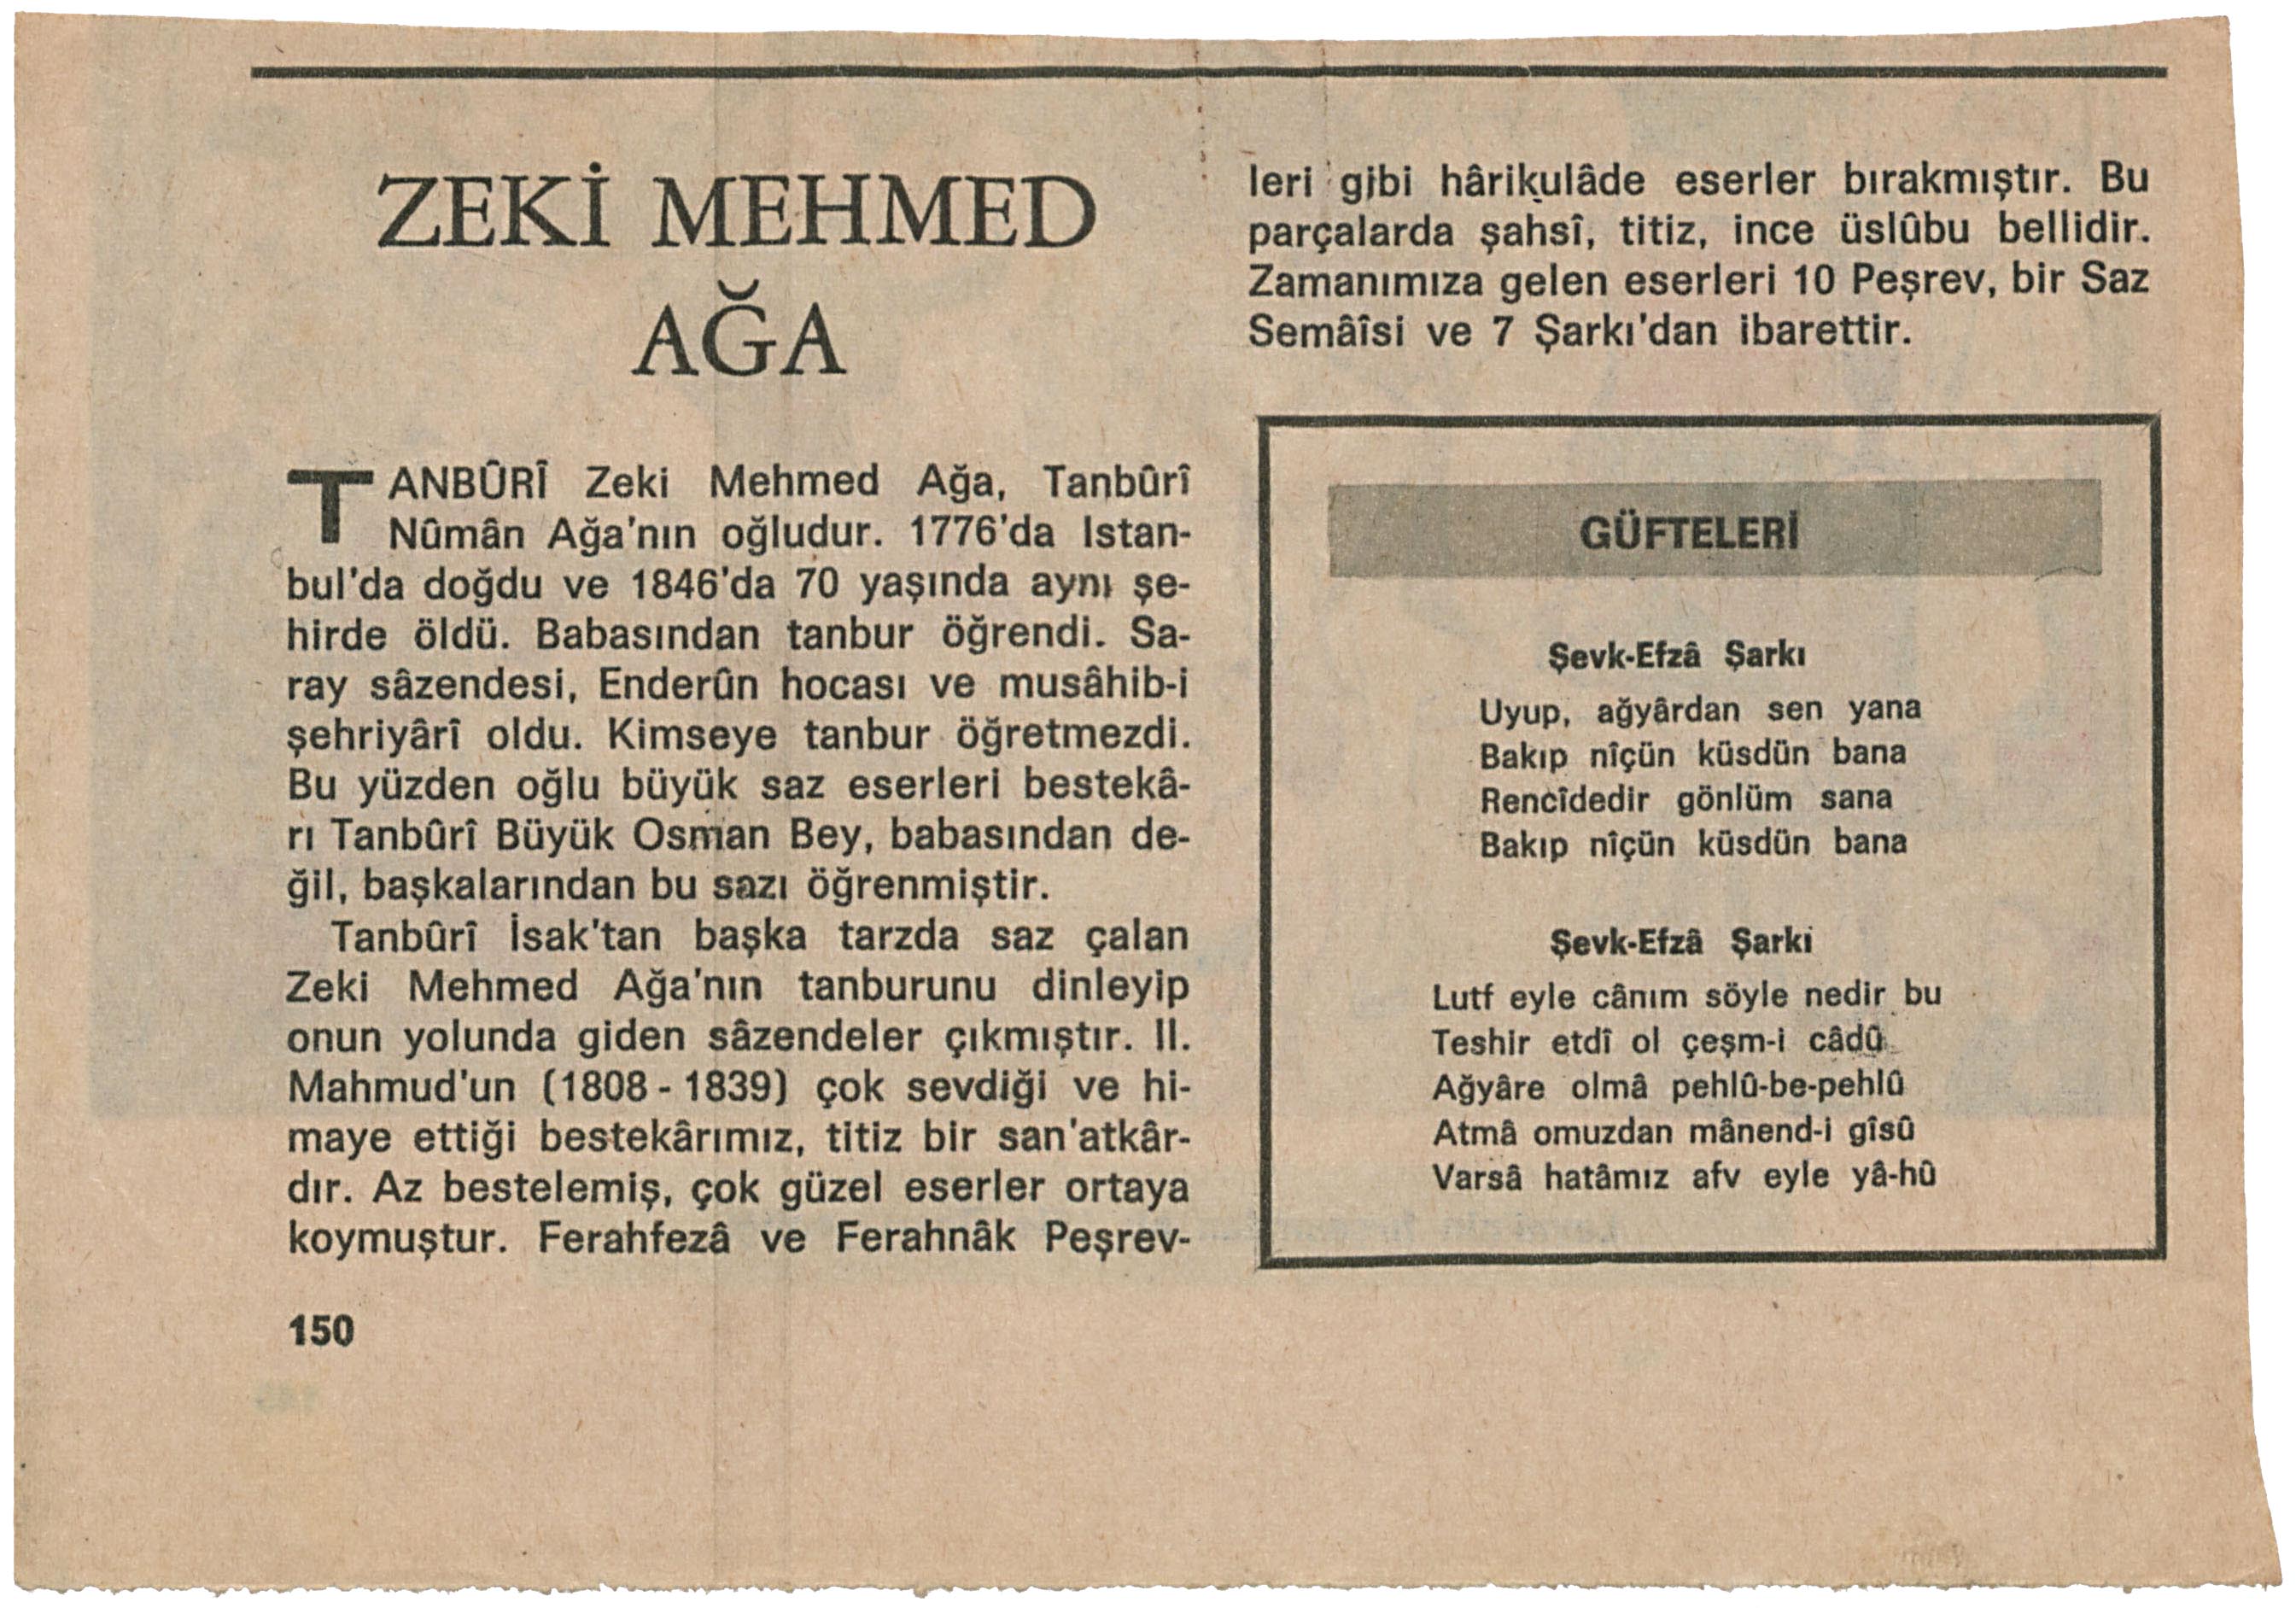 ZEKİ MEHMED
AĞA
TANBÛRÎ Zeki Mehmed Ağa, Tanbûrî
Nûmân Ağa'nın oğludur. 1776'da Istan-
bul'da doğdu ve 1846'da 70 yaşında aynı şe-
hirde öldü. Babasından tanbur öğrendi. Sa-
ray sâzendesi, Enderûn hocası ve musâhib-i
şehriyârî oldu. Kimseye tanbur öğretmezdi.
Bu yüzden oğlu büyük saz eserleri bestekâ-
rı Tanbûrî Büyük Osman Bey, babasından de-
ğil, başkalarından bu sazı öğrenmiştir.
Tanbûrî İsak'tan başka tarzda saz çalan
Zeki Mehmed Ağa'nın tanburunu dinleyip
onun yolunda giden sâzendeler çıkmıştır. II.
Mahmud'un (1808 - 1839) çok sevdiği ve hi-
maye ettiği bestekârımız, titiz bir san'atkâr-
dır. Az bestelemiş, çok güzel eserler ortaya
koymuştur. Ferahfezâ ve Ferahnâk Peşrev-
leri gibi hârikulâde eserler bırakmıştır. Bu
parçalarda şahsî, titiz, ince üslûbu bellidir.
Zamanımıza gelen eserleri 10 Peşrev, bir Saz
Semâîsi ve 7 Şarkı'dan ibarettir.
GÜFTELERİ
Şevk-Efzâ Şarkı
Uyup, ağyârdan sen yana
Bakıp nîçün küsdün bana
Rencîdedir gönlüm sana
Bakıp nîçün küsdün bana
Şevk-Efzâ Şarkı
Lutf eyle cânım söyle nedir bu
Teshir etdî ol çeşm-i câdû
Ağyâre olmâ pehlû-be-pehlû
Atmâ omuzdan mânend-i gîsû
Varsâ hatâmız afv eyle yâ-hû
150